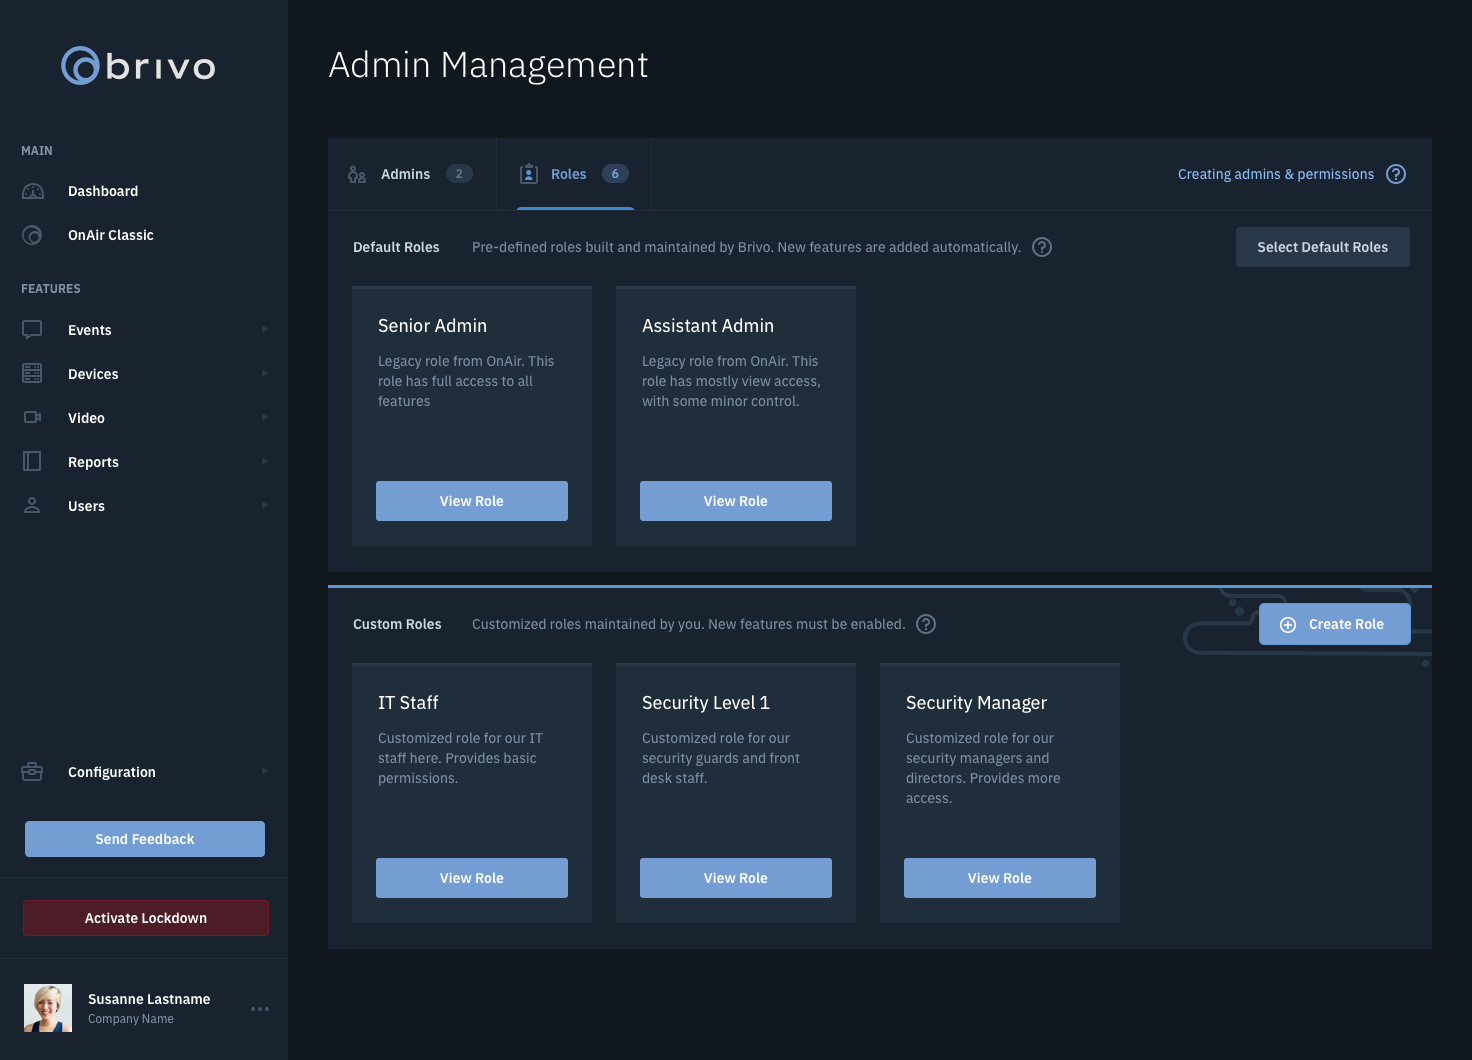 brivo
Admin Management
MAIN
Dashboard
OnAir Classic
FEATURES
Events
Devices
Video
Reports
Users
Configuration
Send Feedback
Activate Lockdown
Susanne Lastname
Company Name
Admins 2
Roles 6
Creating admins & permissions ?
Default Roles Pre-defined roles built and maintained by Brivo. New features are added automatically. ?
Select Default Roles
Senior Admin
Legacy role from OnAir. This
role has full access to all
features
View Role
Assistant Admin
Legacy role from OnAir. This
role has mostly view access,
with some minor control.
View Role
Custom Roles Customized roles maintained by you. New features must be enabled. ?
Create Role
IT Staff
Customized role for our IT
staff here. Provides basic
permissions.
View Role
Security Level 1
Customized role for our
security guards and front
desk staff.
View Role
Security Manager
Customized role for our
security managers and
directors. Provides more
access.
View Role